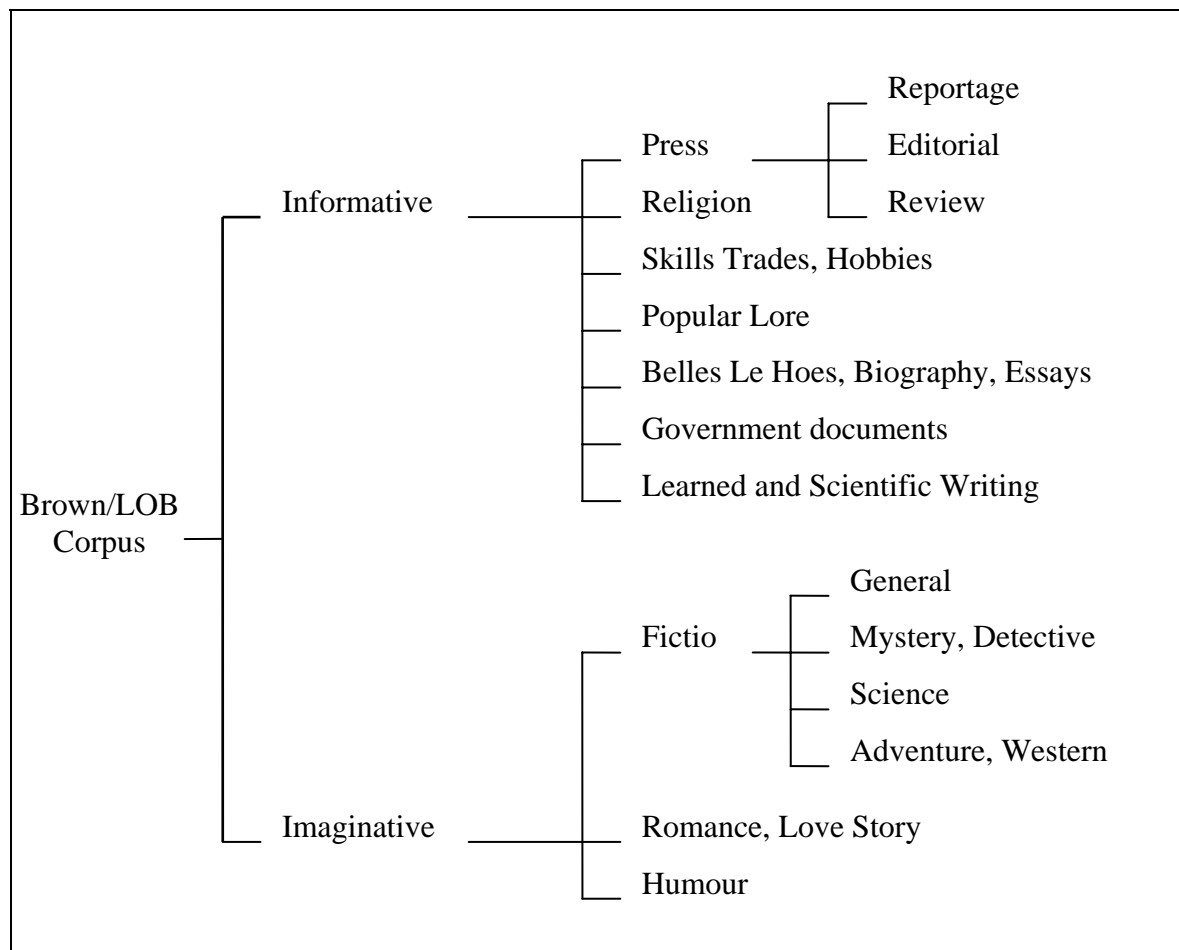 Reportage
Press
Editorial
Informative
Religion
Review
Skills Trades, Hobbies
Popular Lore
Belles Le Hoes, Biography, Essays
Government documents
Learned and Scientific Writing
Brown/LOB
Corpus
General
Fictio
Mystery, Detective
Science
Adventure, Western
Imaginative
Romance, Love Story
Humour